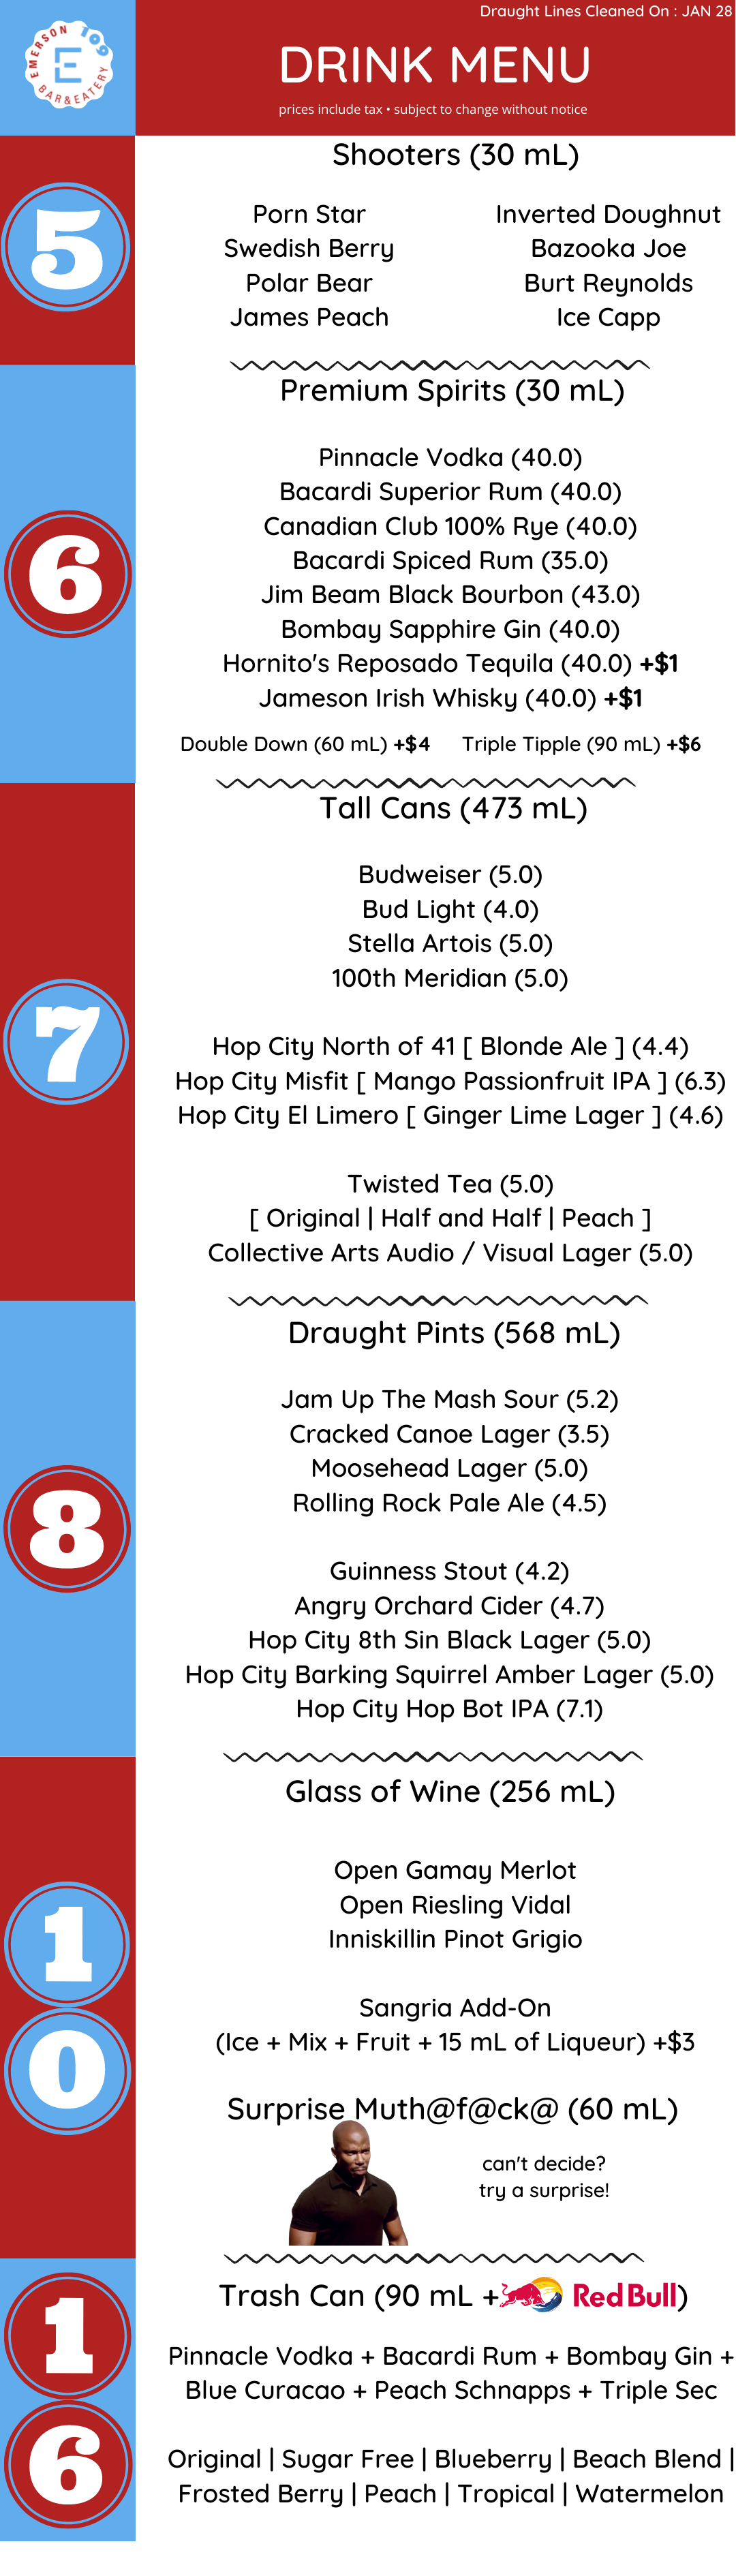 Draught Lines Cleaned On : JAN 28
EMERSON 109
E
BAR & EATERY
DRINK MENU
prices include tax • subject to change without notice
5
Shooters (30 mL)
Porn Star Inverted Doughnut
Swedish Berry Bazooka Joe
Polar Bear Burt Reynolds
James Peach Ice Capp
6
Premium Spirits (30 mL)
Pinnacle Vodka (40.0)
Bacardi Superior Rum (40.0)
Canadian Club 100% Rye (40.0)
Bacardi Spiced Rum (35.0)
Jim Beam Black Bourbon (43.0)
Bombay Sapphire Gin (40.0)
Hornito's Reposado Tequila (40.0) +$1
Jameson Irish Whisky (40.0) +$1
Double Down (60 mL) +$4 Triple Tipple (90 mL) +$6
7
Tall Cans (473 mL)
Budweiser (5.0)
Bud Light (4.0)
Stella Artois (5.0)
100th Meridian (5.0)
Hop City North of 41 [ Blonde Ale ] (4.4)
Hop City Misfit [ Mango Passionfruit IPA ] (6.3)
Hop City El Limero [ Ginger Lime Lager ] (4.6)
Twisted Tea (5.0)
[ Original | Half and Half | Peach ]
Collective Arts Audio / Visual Lager (5.0)
8
Draught Pints (568 mL)
Jam Up The Mash Sour (5.2)
Cracked Canoe Lager (3.5)
Moosehead Lager (5.0)
Rolling Rock Pale Ale (4.5)
Guinness Stout (4.2)
Angry Orchard Cider (4.7)
Hop City 8th Sin Black Lager (5.0)
Hop City Barking Squirrel Amber Lager (5.0)
Hop City Hop Bot IPA (7.1)
10
Glass of Wine (256 mL)
Open Gamay Merlot
Open Riesling Vidal
Inniskillin Pinot Grigio
Sangria Add-On
(Ice + Mix + Fruit + 15 mL of Liqueur) +$3
Surprise Muth@f@ck@ (60 mL)
can't decide?
try a surprise!
16
Trash Can (90 mL + Red Bull)
Pinnacle Vodka + Bacardi Rum + Bombay Gin +
Blue Curacao + Peach Schnapps + Triple Sec
Original | Sugar Free | Blueberry | Beach Blend |
Frosted Berry | Peach | Tropical | Watermelon